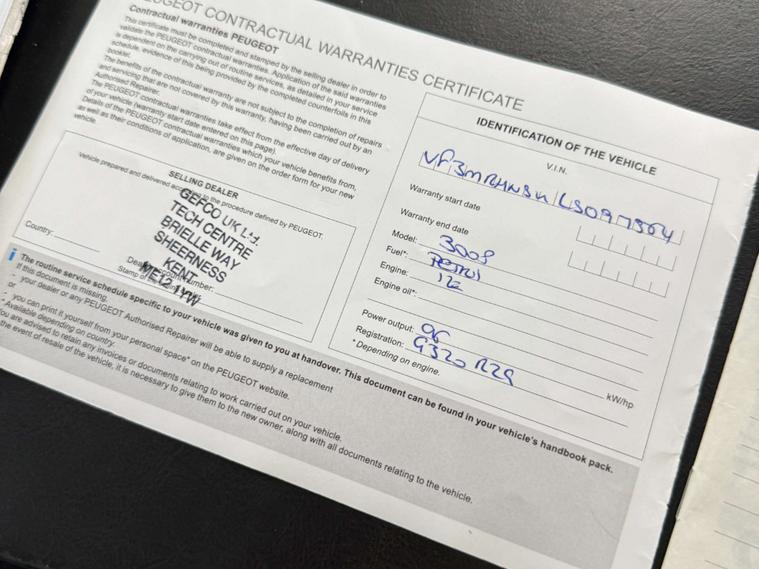 PEUGEOT CONTRACTUAL WARRANTIES CERTIFICATE
Contractual warranties PEUGEOT
This certificate must be completed and stamped by the selling dealer in order to
validate the PEUGEOT contractual warranties. Application of the said warranties
is dependent on the carrying out of routine services, as detailed in your service
schedule, evidence of this being provided by the completed counterfoils in this
booklet.
The benefits of the contractual warranty are not subject to the completion of repairs
and servicing that are not covered by this warranty, having been carried out by an
Authorised Repairer.
The PEUGEOT contractual warranties take effect from the effective day of delivery
of your vehicle (warranty start date entered on this page).
Details of the PEUGEOT contractual warranties which your vehicle benefits from,
as well as their conditions of application, are given on the order form for your new
vehicle.
SELLING DEALER
Vehicle prepared and delivered according to the procedure defined by PEUGEOT
GEFCO UK Ltd.
TECH CENTRE
BRIELLE WAY
SHEERNESS
KENT
ME12 1YW
Country:
number:
Stamp
IDENTIFICATION OF THE VEHICLE
V.I.N.
Warranty start date
Warranty end date
Model: 3008
Fuel*: Petrol
Engine:
Engine oil*:
Power output: 96
kW/hp
Registration:
* Depending on engine.
i The routine service schedule specific to your vehicle was given to you at handover. This document can be found in your vehicle's handbook pack.
If this document is missing,
- your dealer or any PEUGEOT Authorised Repairer will be able to supply a replacement
or
- you can print it yourself from your personal space* on the PEUGEOT website.
* Available depending on country.
You are advised to retain any invoices or documents relating to work carried out on your vehicle.
the event of resale of the vehicle, it is necessary to give them to the new owner, along with all documents relating to the vehicle.